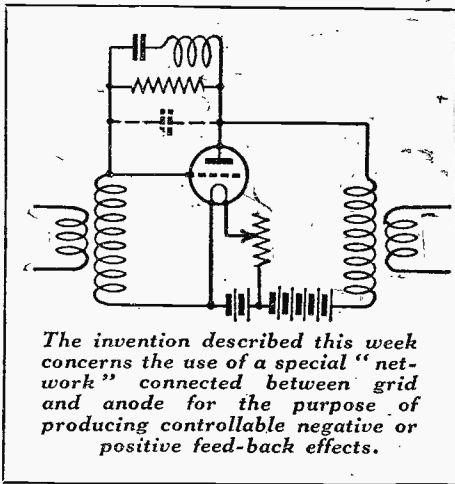 The invention described this week
concerns the use of a special "net-
work" connected between grid
and anode for the purpose of
producing controllable negative or
positive feed-back effects.